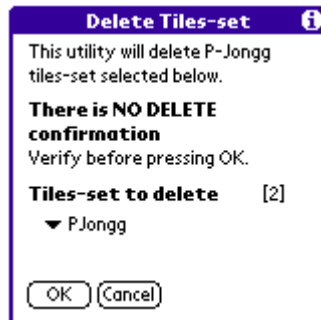 Delete Tiles-set
This utility will delete P-Jongg
tiles-set selected below.
There is NO DELETE
confirmation
Verify before pressing OK.
Tiles-set to delete [2]
PJongg
OK Cancel